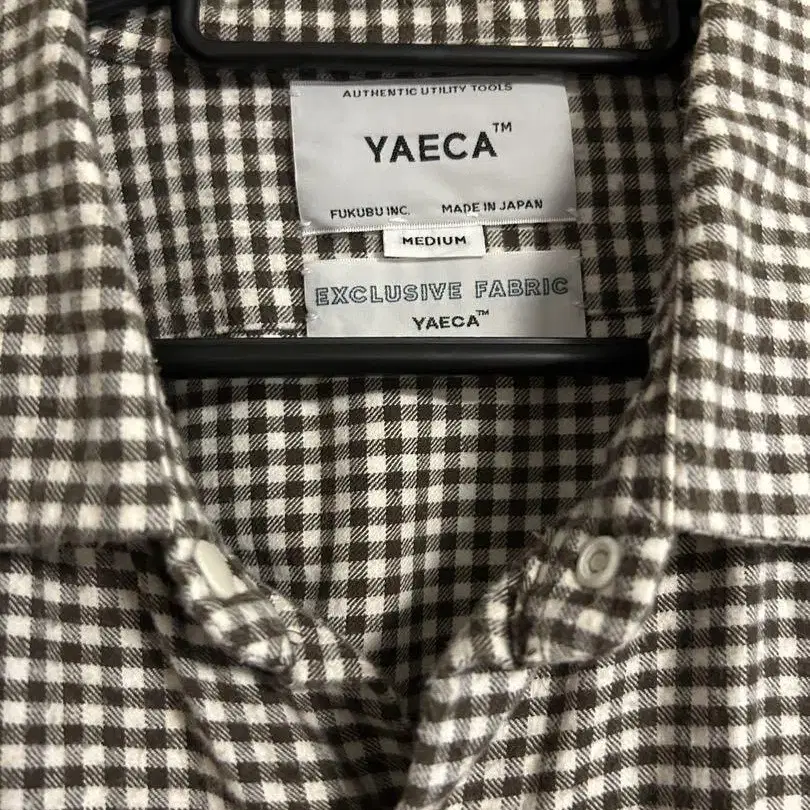 AUTHENTIC UTILITY TOOLS
YAECA™
FUKUBU INC. MADE IN JAPAN
MEDIUM
EXCLUSIVE FABRIC
YAECA™